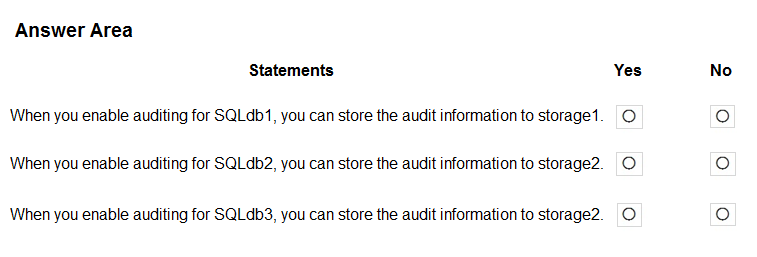 Answer Area
Statements Yes No
When you enable auditing for SQLdb1, you can store the audit information to storage1.
When you enable auditing for SQLdb2, you can store the audit information to storage2.
When you enable auditing for SQLdb3, you can store the audit information to storage2.